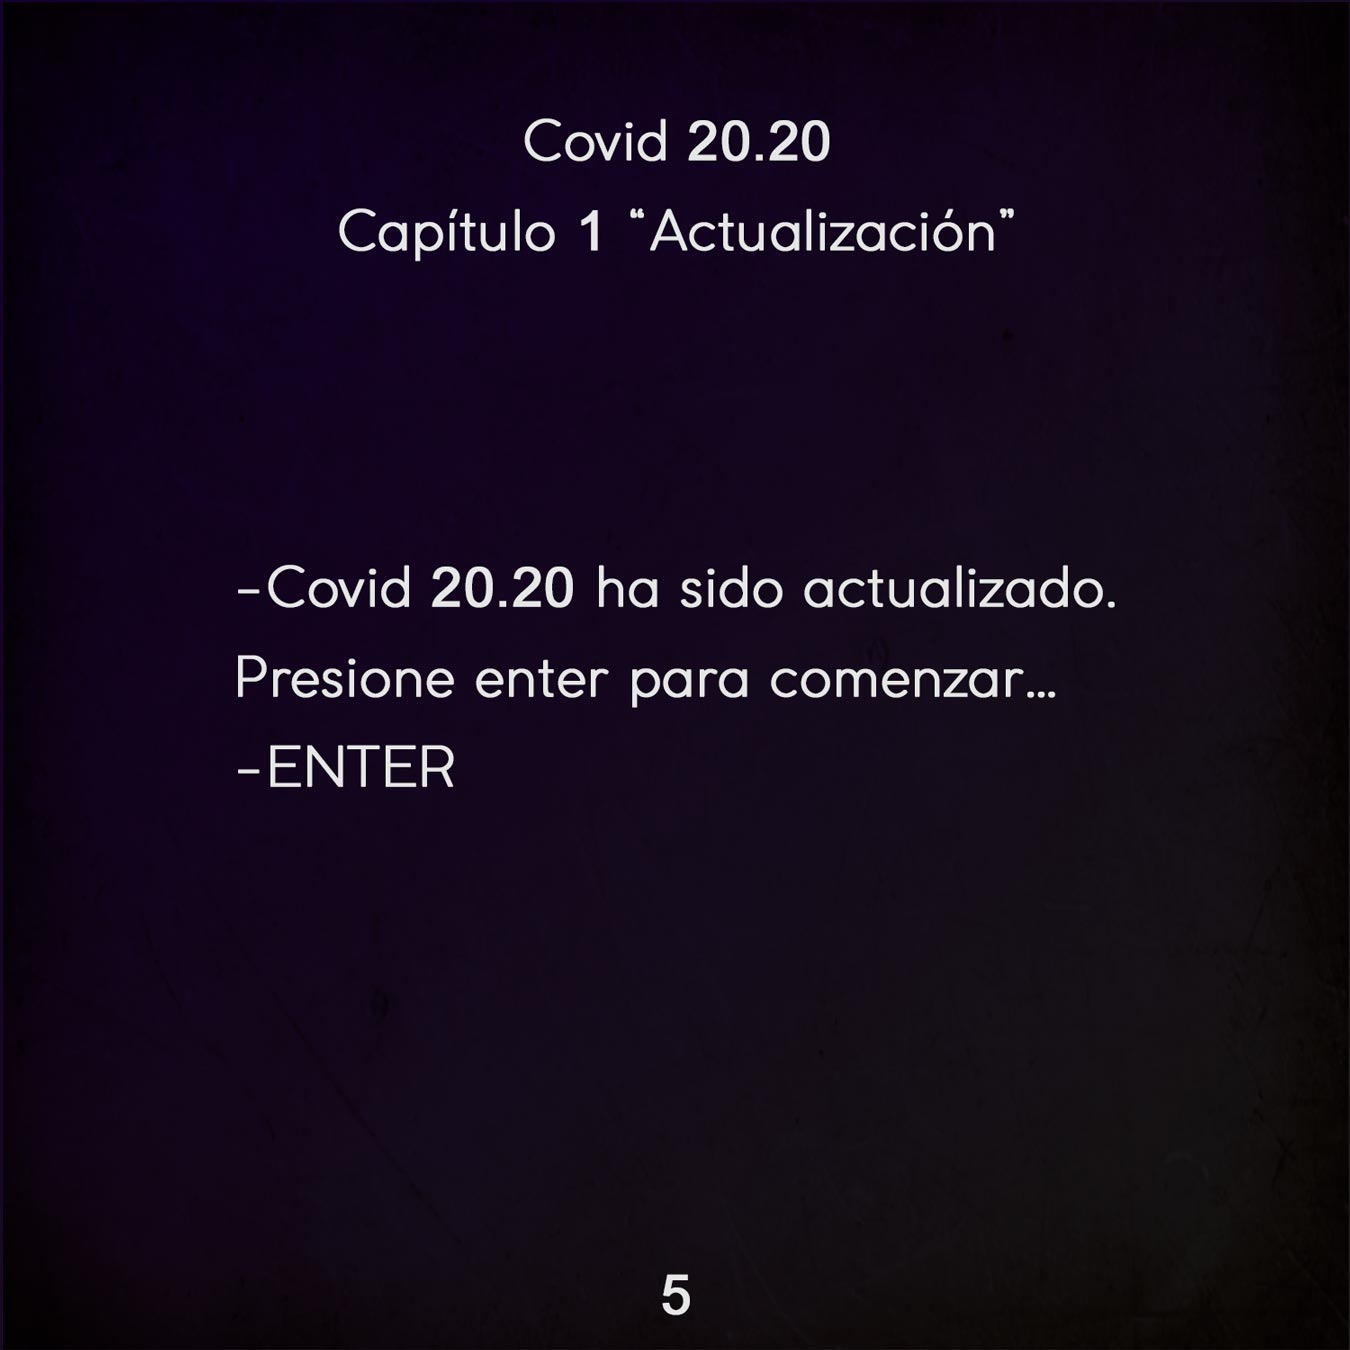 Covid 20.20
Capítulo 1 “Actualización”
-Covid 20.20 ha sido actualizado.
Presione enter para comenzar...
-ENTER
5